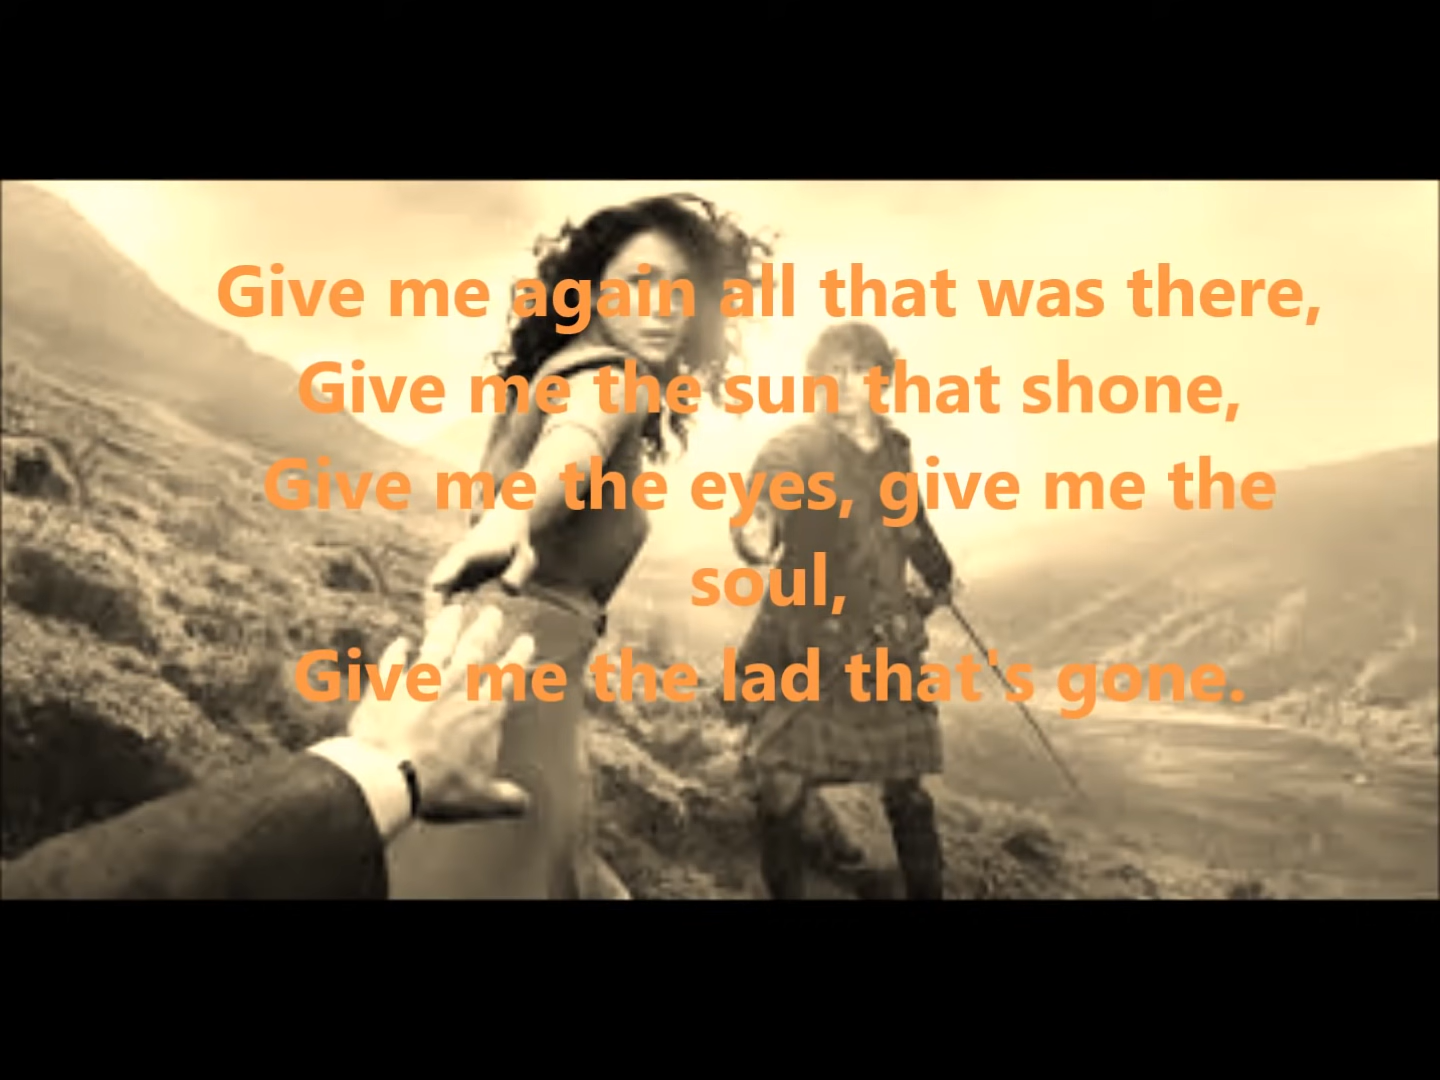 Give me again all that was there,
Give me the sun that shone,
Give me the eyes, give me the
soul,
Give me the lad that's gone.